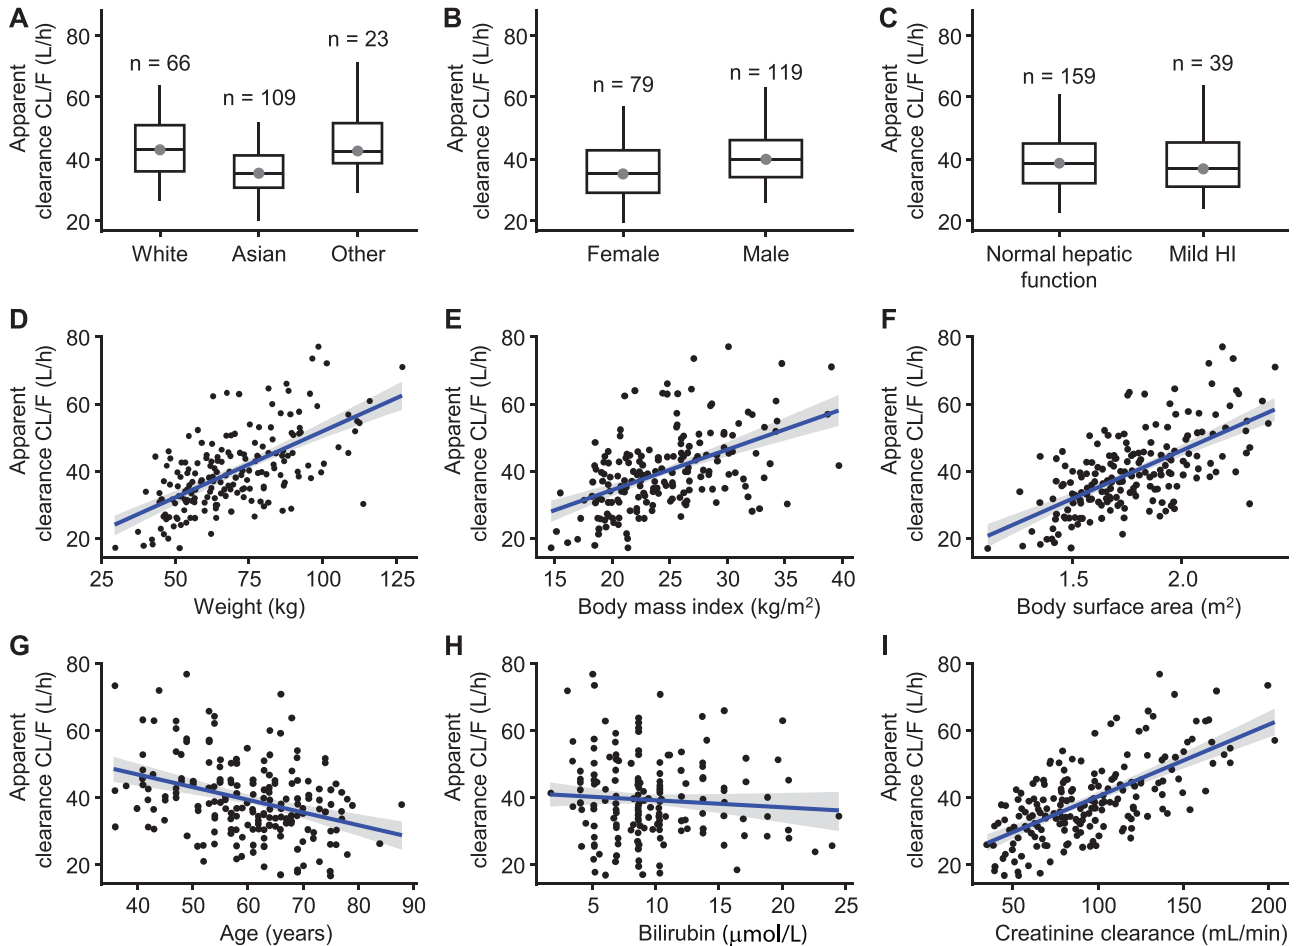 A
Apparent
clearance CL/F (L/h)
80
60
40
20
n = 66
n = 109
n = 23
White
Asian
Other
B
Apparent
clearance CL/F (L/h)
80
60
40
20
n = 79
n = 119
Female
Male
C
Apparent
clearance CL/F (L/h)
80
60
40
20
n = 159
n = 39
Normal hepatic
function
Mild HI
D
Apparent
clearance CL/F (L/h)
80
60
40
20
25 50 75 100 125
Weight (kg)
E
Apparent
clearance CL/F (L/h)
80
60
40
20
15 20 25 30 35 40
Body mass index (kg/m²)
F
Apparent
clearance CL/F (L/h)
80
60
40
20
1.5 2.0
Body surface area (m²)
G
Apparent
clearance CL/F (L/h)
80
60
40
20
40 50 60 70 80 90
Age (years)
H
Apparent
clearance CL/F (L/h)
80
60
40
20
5 10 15 20 25
Bilirubin (μmol/L)
I
Apparent
clearance CL/F (L/h)
80
60
40
20
50 100 150 200
Creatinine clearance (mL/min)